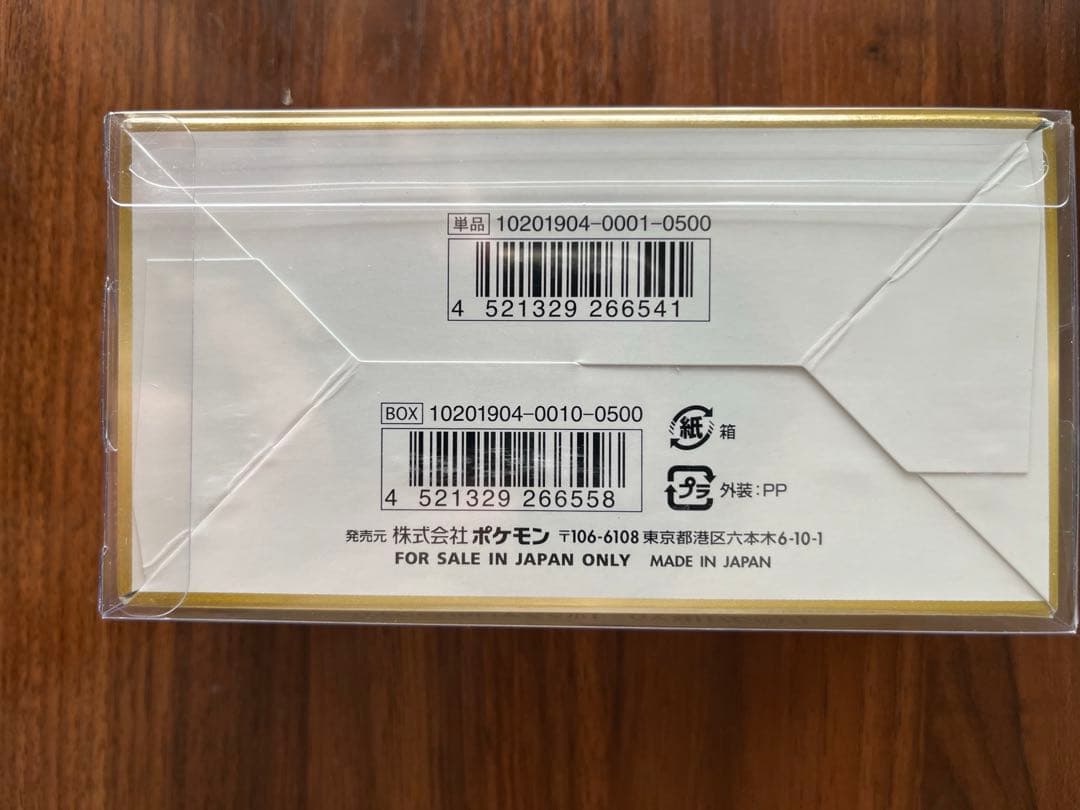 単品 10201904-0001-0500
4 521329 266541
BOX 10201904-0010-0500
4 521329 266558
紙 箱
プラ 外装:PP
発売元 株式会社 ポケモン 〒106-6108 東京都港区六本木6-10-1
FOR SALE IN JAPAN ONLY MADE IN JAPAN